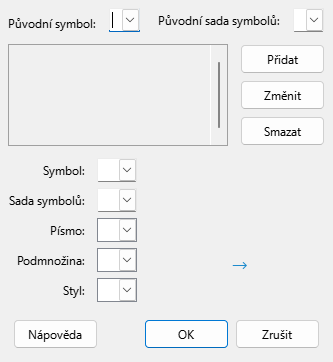 Původní symbol: Původní sada symbolů:
Přidat
Změnit
Smazat
Symbol:
Sada symbolů:
Písmo:
Podmnožina:
→
Styl:
Nápověda OK Zrušit